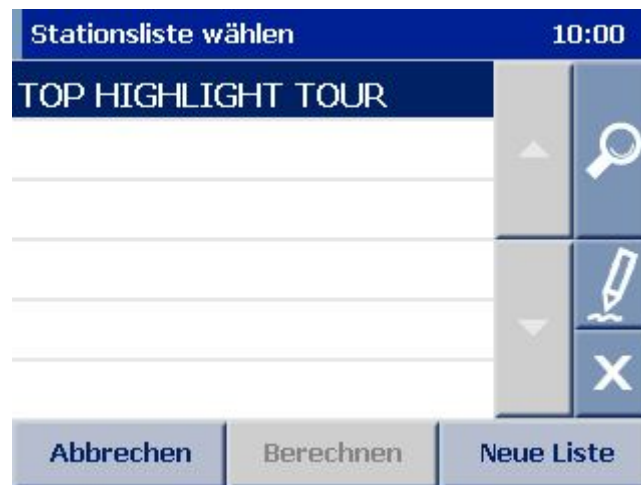 Stationsliste wählen 10:00
TOP HIGHLIGHT TOUR
Abbrechen Berechnen Neue Liste